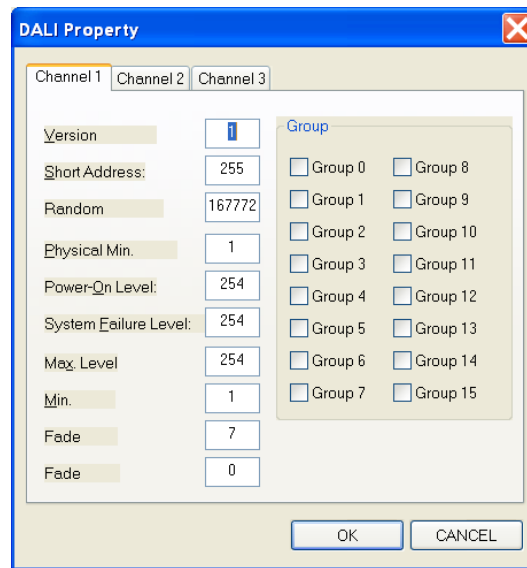 DALI Property
Channel 1 Channel 2 Channel 3
Version 1
Short Address: 255
Random 167772
Physical Min. 1
Power-On Level: 254
System Failure Level: 254
Max. Level 254
Min. 1
Fade 7
Fade 0
Group
Group 0 Group 8
Group 1 Group 9
Group 2 Group 10
Group 3 Group 11
Group 4 Group 12
Group 5 Group 13
Group 6 Group 14
Group 7 Group 15
OK CANCEL